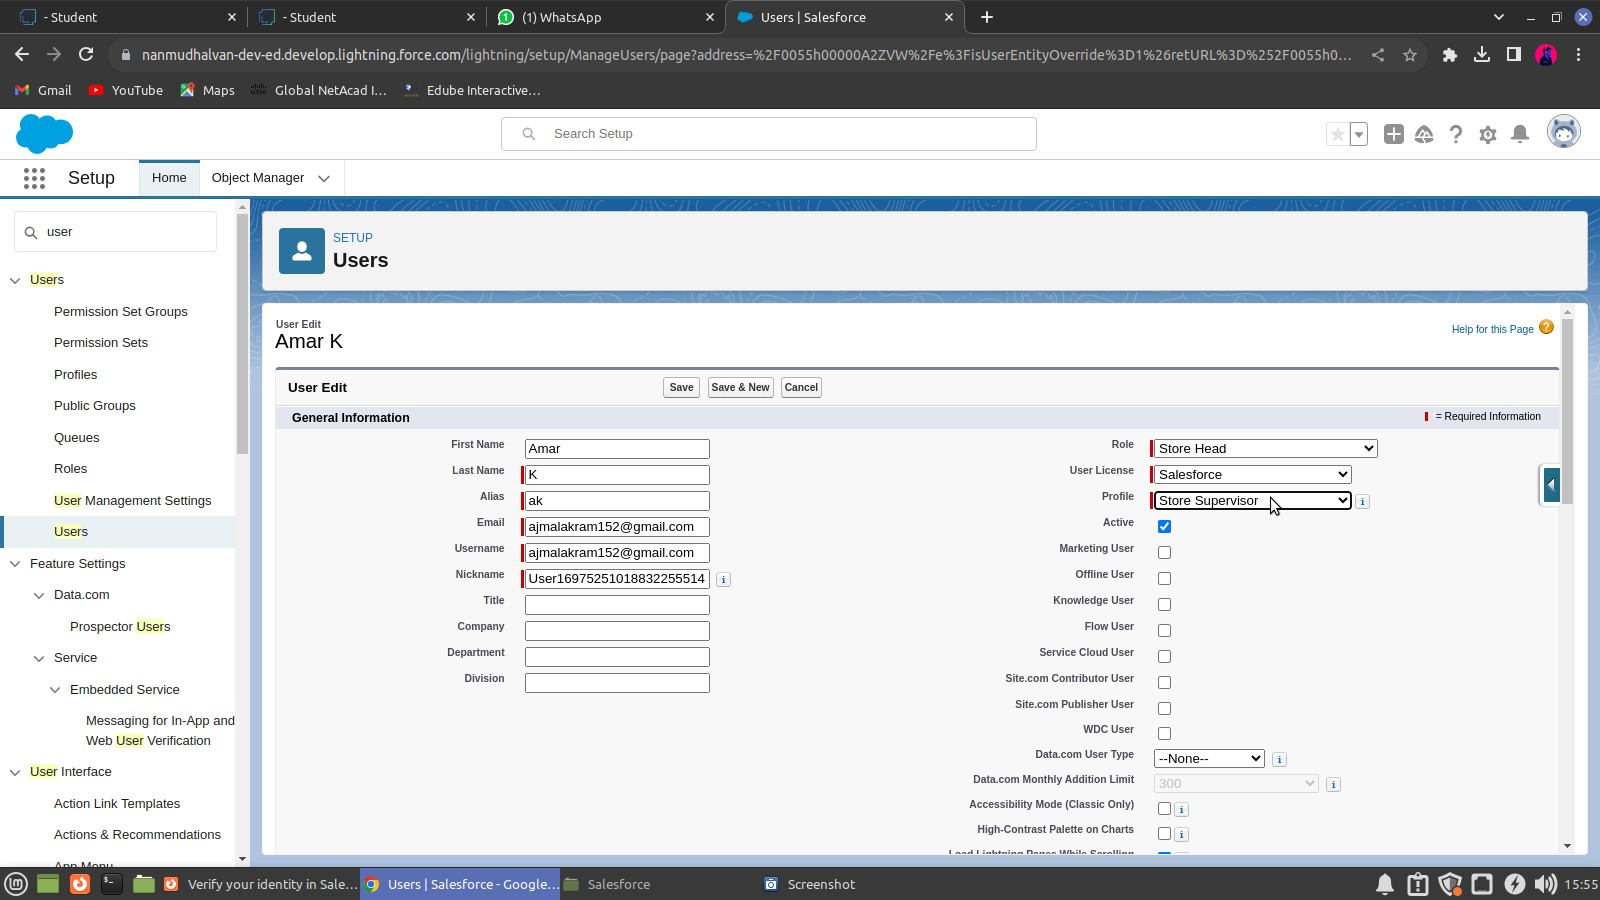 - Student
- Student
(1) WhatsApp
Users | Salesforce
nanmudhalvan-dev-ed.develop.lightning.force.com/lightning/setup/ManageUsers/page?address=%2F0055h00000A2ZVW%2Fe%3FisUserEntityOverride%3D1%26retURL%3D%252F0055h0...
Gmail
YouTube
Maps
Global NetAcad I...
Edube Interactive...
Search Setup
Setup
Home
Object Manager
user
Users
Permission Set Groups
Permission Sets
Profiles
Public Groups
Queues
Roles
User Management Settings
Users
Feature Settings
Data.com
Prospector Users
Service
Embedded Service
Messaging for In-App and
Web User Verification
User Interface
Action Link Templates
Actions & Recommendations
App Menu
SETUP
Users
User Edit
Amar K
Help for this Page
User Edit
Save
Save & New
Cancel
General Information
= Required Information
First Name
Amar
Last Name
K
Alias
ak
Email
ajmalakram152@gmail.com
Username
ajmalakram152@gmail.com
Nickname
User16975251018832255514
Title
Company
Department
Division
Role
Store Head
User License
Salesforce
Profile
Store Supervisor
Active
Marketing User
Offline User
Knowledge User
Flow User
Service Cloud User
Site.com Contributor User
Site.com Publisher User
WDC User
Data.com User Type
--None--
Data.com Monthly Addition Limit
300
Accessibility Mode (Classic Only)
High-Contrast Palette on Charts
Load Lightning Pages While Scrolling
Verify your identity in Sale...
Users | Salesforce - Google...
Salesforce
Screenshot
15:55